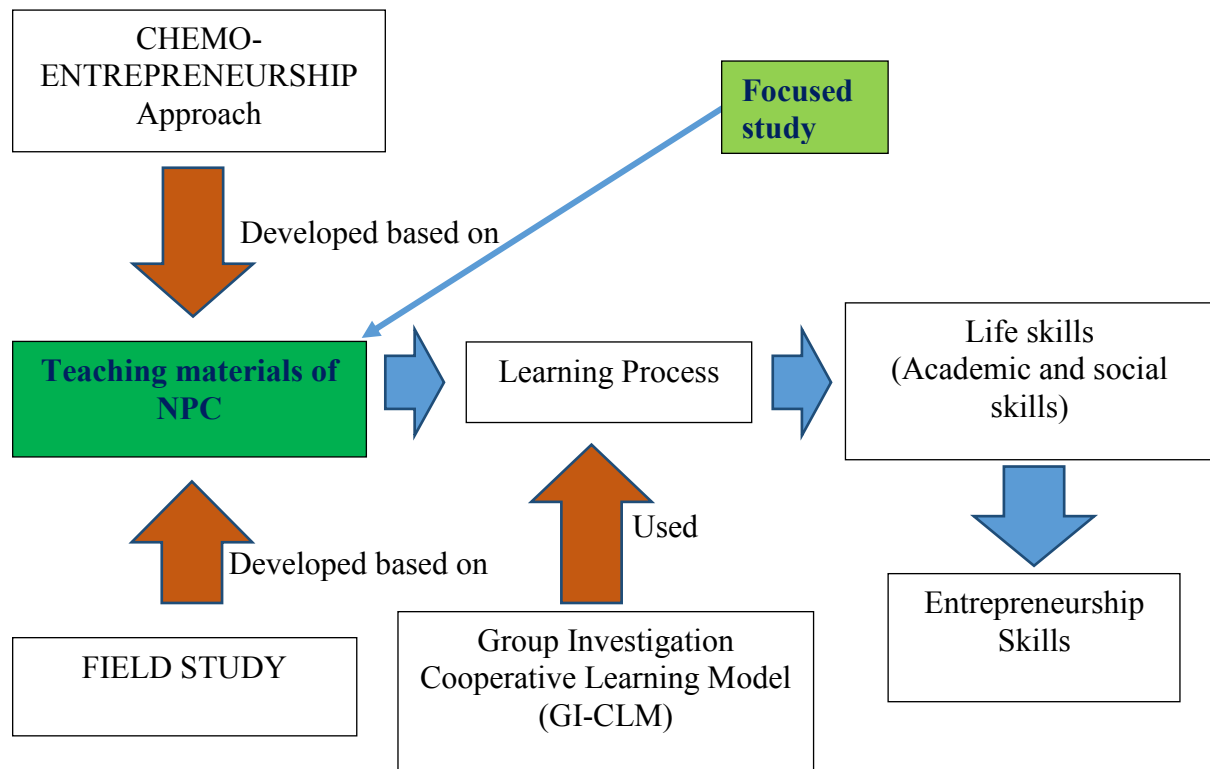 CHEMO-
ENTREPRENEURSHIP
Approach
Focused
study
Developed based on
Teaching materials of
NPC
Learning Process
Life skills
(Academic and social
skills)
Developed based on
Used
FIELD STUDY
Group Investigation
Cooperative Learning Model
(GI-CLM)
Entrepreneurship
Skills